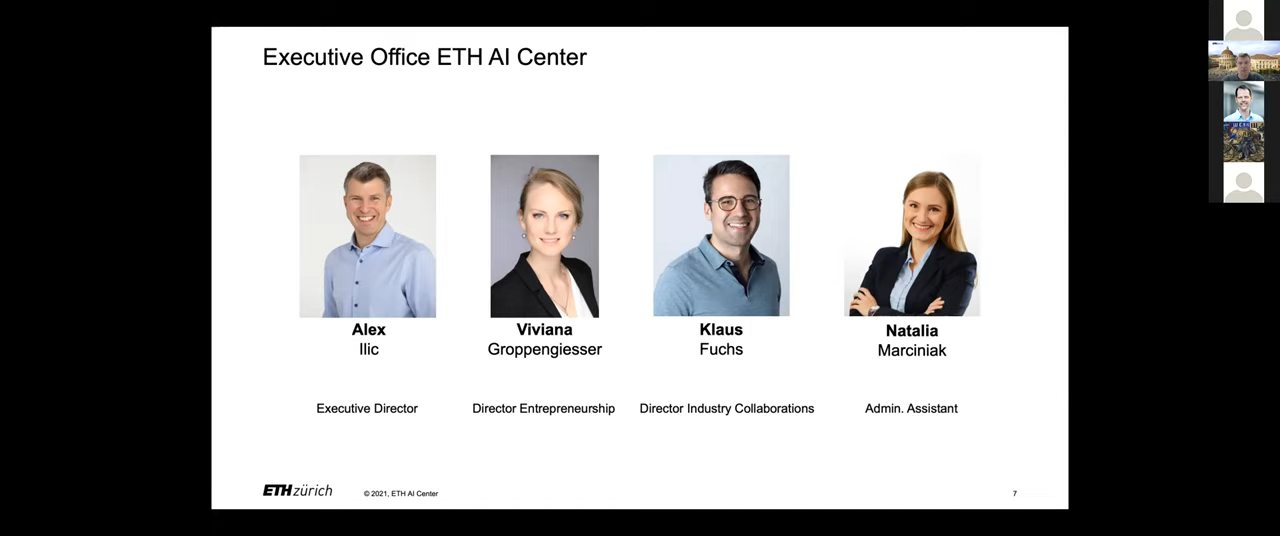 Executive Office ETH AI Center
Alex
Ilic
Viviana
Groppengiesser
Klaus
Fuchs
Natalia
Marciniak
Executive Director
Director Entrepreneurship
Director Industry Collaborations
Admin. Assistant
ETH zürich
© 2021, ETH AI Center
7